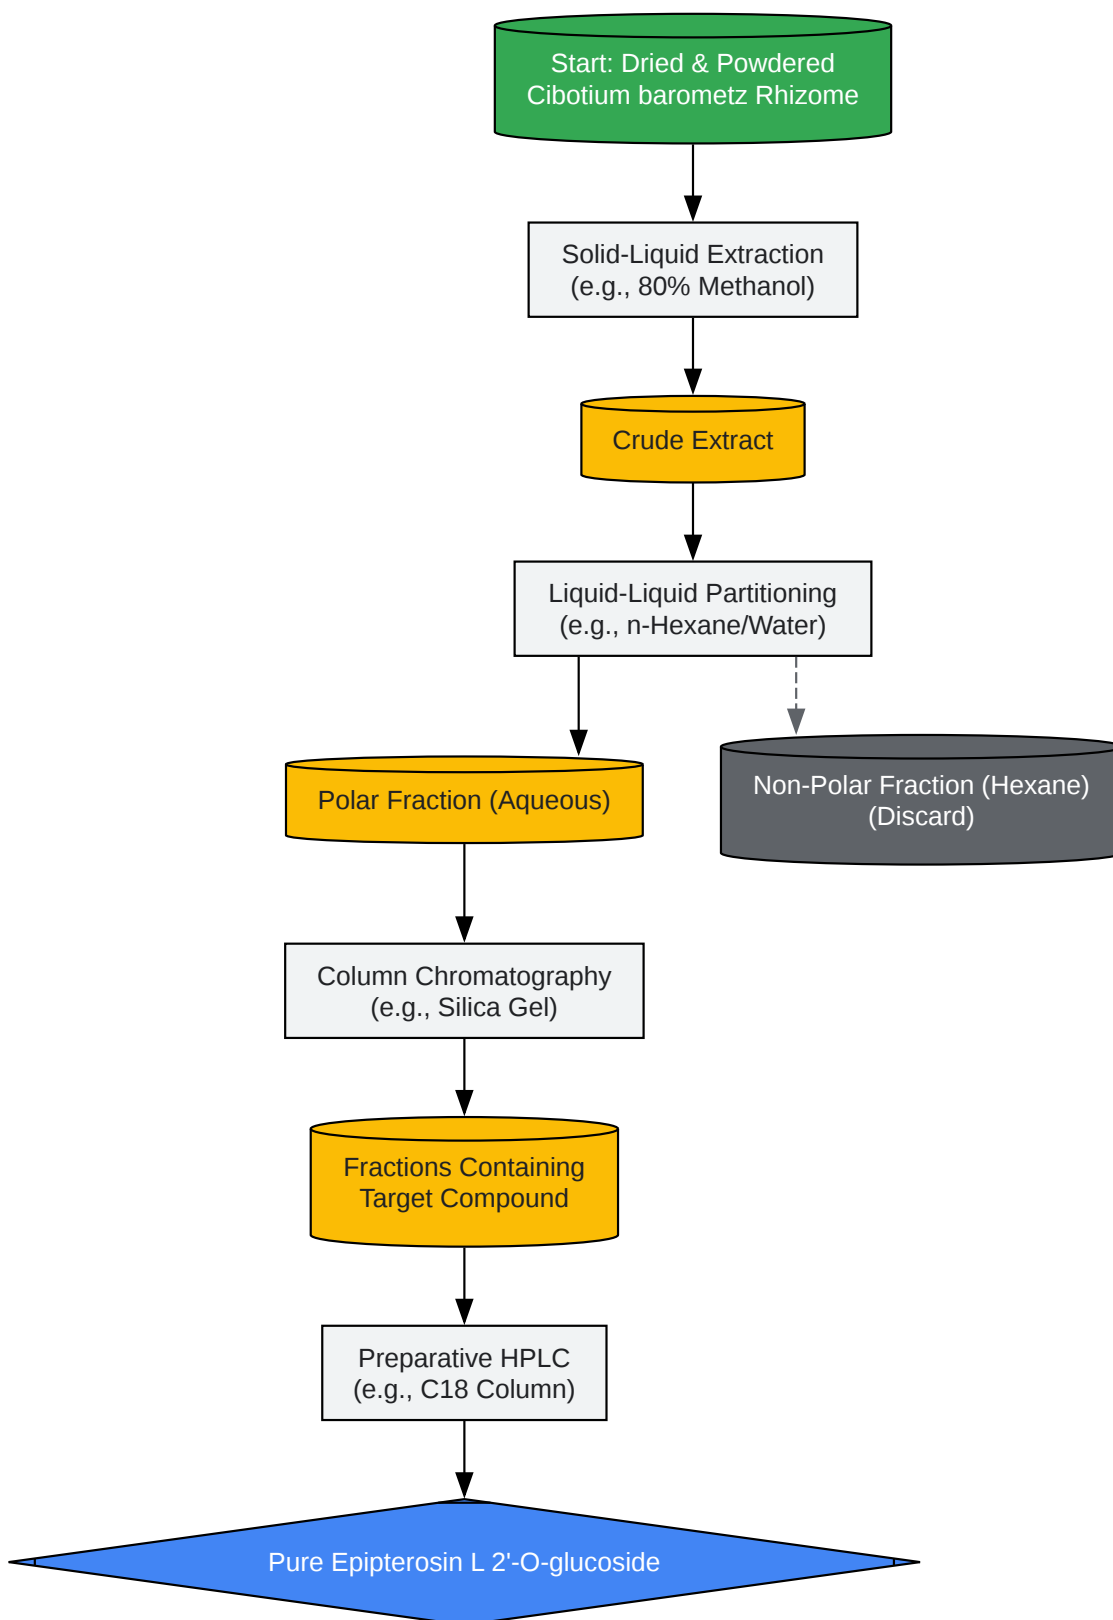 Start: Dried & Powdered
Cibotium barometz Rhizome
Solid-Liquid Extraction
(e.g., 80% Methanol)
Crude Extract
Liquid-Liquid Partitioning
(e.g., n-Hexane/Water)
Polar Fraction (Aqueous)
Non-Polar Fraction (Hexane)
(Discard)
Column Chromatography
(e.g., Silica Gel)
Fractions Containing
Target Compound
Preparative HPLC
(e.g., C18 Column)
Pure Epipterosin L 2'-O-glucoside